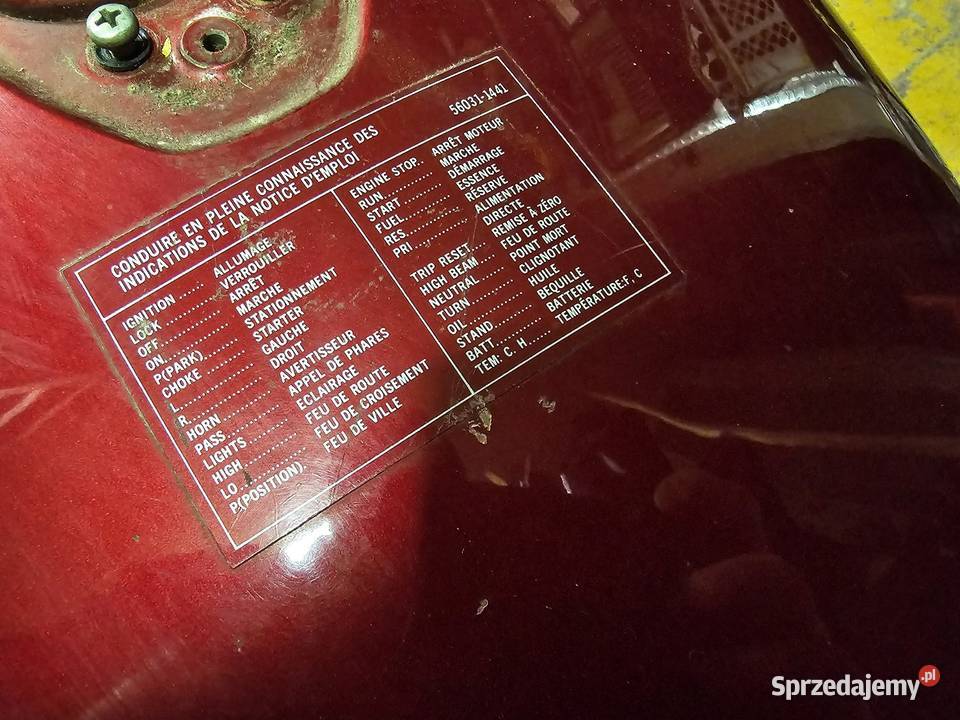 56031-1441
CONDUIRE EN PLEINE CONNAISSANCE DES
INDICATIONS DE LA NOTICE D'EMPLOI
IGNITION ...... ALLUMAGE
LOCK.......... VERROUILLER
OFF........... ARRÊT
ON............ MARCHE
P(PARK)....... STATIONNEMENT
CHOKE ........ STARTER
L............. GAUCHE
R............. DROIT
HORN.......... AVERTISSEUR
PASS.......... APPEL DE PHARES
LIGHTS........ ECLAIRAGE
HIGH.......... FEU DE ROUTE
LO............ FEU DE CROISEMENT
P(POSITION). FEU DE VILLE
ENGINE STOP.. ARRÊT MOTEUR
RUN........... MARCHE
START......... DÉMARRAGE
FUEL.......... ESSENCE
RES........... RÉSERVE
PRI........... ALIMENTATION
DIRECTE
TRIP RESET.... REMISE À ZÉRO
HIGH BEAM..... FEU DE ROUTE
NEUTRAL....... POINT MORT
TURN.......... CLIGNOTANT
OIL........... HUILE
STAND......... BEQUILLE
BATT.......... BATTERIE
TEM: C. H..... TEMPÉRATURE:F, C
Sprzedajemy.pl